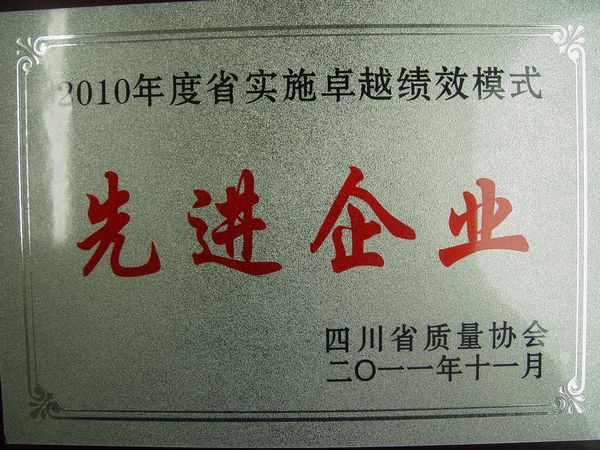 2010年度省实施卓越绩效模式
先进企业
四川省质量协会
二〇一一年十一月